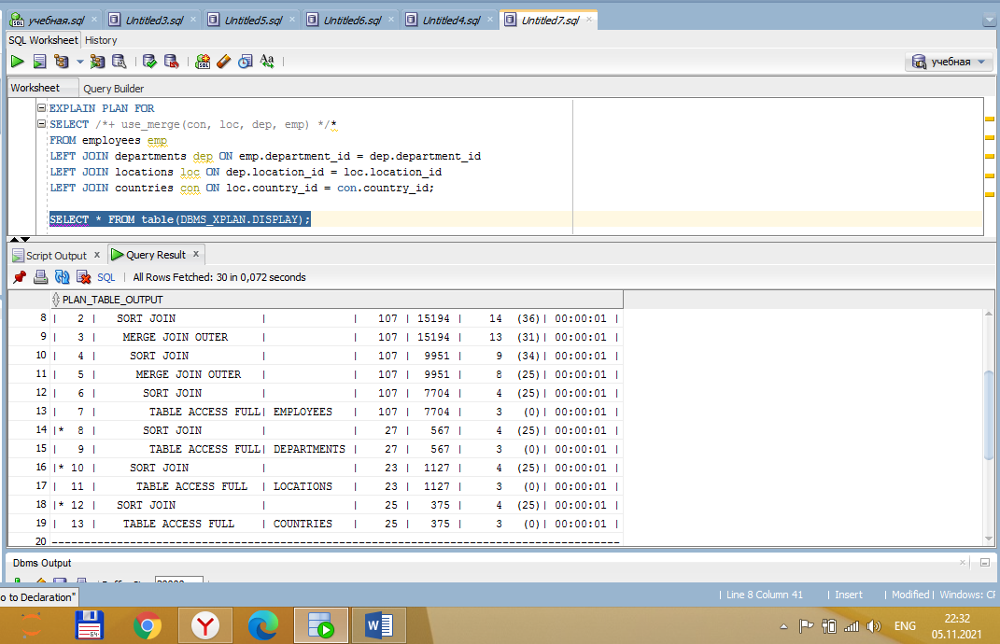 учебная.sql Untitled3.sql Untitled5.sql Untitled6.sql Untitled4.sql Untitled7.sql
SQL Worksheet History
учебная
Worksheet Query Builder
EXPLAIN PLAN FOR
SELECT /*+ use_merge(con, loc, dep, emp) */*
FROM employees emp
LEFT JOIN departments dep ON emp.department_id = dep.department_id
LEFT JOIN locations loc ON dep.location_id = loc.location_id
LEFT JOIN countries con ON loc.country_id = con.country_id;
SELECT * FROM table(DBMS_XPLAN.DISPLAY);
Script Output x Query Result x
SQL | All Rows Fetched: 30 in 0,072 seconds
PLAN_TABLE_OUTPUT
8 | 2 | SORT JOIN | | 107 | 15194 | 14 (36)| 00:00:01 |
9 | 3 | MERGE JOIN OUTER | | 107 | 15194 | 13 (31)| 00:00:01 |
10 | 4 | SORT JOIN | | 107 | 9951 | 9 (34)| 00:00:01 |
11 | 5 | MERGE JOIN OUTER | | 107 | 9951 | 8 (25)| 00:00:01 |
12 | 6 | SORT JOIN | | 107 | 7704 | 4 (25)| 00:00:01 |
13 | 7 | TABLE ACCESS FULL| EMPLOYEES | 107 | 7704 | 3 (0)| 00:00:01 |
14 |* 8 | SORT JOIN | | 27 | 567 | 4 (25)| 00:00:01 |
15 | 9 | TABLE ACCESS FULL| DEPARTMENTS | 27 | 567 | 3 (0)| 00:00:01 |
16 |* 10 | SORT JOIN | | 23 | 1127 | 4 (25)| 00:00:01 |
17 | 11 | TABLE ACCESS FULL | LOCATIONS | 23 | 1127 | 3 (0)| 00:00:01 |
18 |* 12 | SORT JOIN | | 25 | 375 | 4 (25)| 00:00:01 |
19 | 13 | TABLE ACCESS FULL | COUNTRIES | 25 | 375 | 3 (0)| 00:00:01 |
20 --------------------------------------------------------------------------------------
Dbms Output
o to Declaration" | Line 8 Column 41 | Insert | Modified | Windows: CF
ENG 22:32
05.11.2021